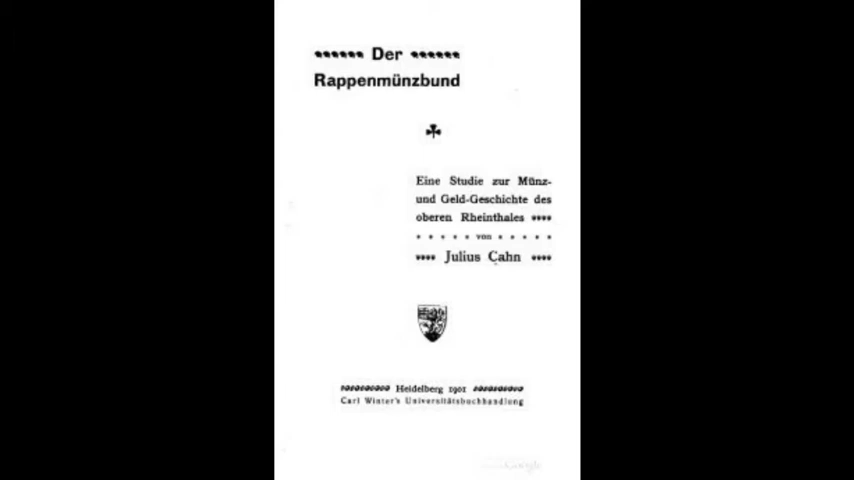 Der
Rappenmünzbund
Eine Studie zur Münz-
und Geld-Geschichte des
oberen Rheinthales
von
Julius Cahn
Heidelberg 1901
Carl Winter's Universitätsbuchhandlung
Google